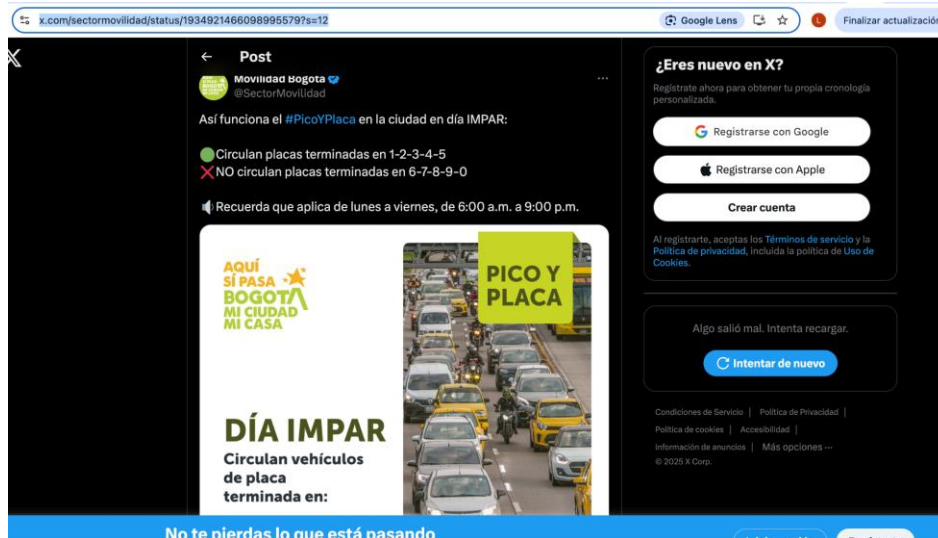 x.com/sectormovilidad/status/1934921466098995579?s=12
Google Lens
L
Finalizar actualización
Post
Movilidad Bogotá
@SectorMovilidad
Así funciona el #PicoYPlaca en la ciudad en día IMPAR:
Circulan placas terminadas en 1-2-3-4-5
NO circulan placas terminadas en 6-7-8-9-0
Recuerda que aplica de lunes a viernes, de 6:00 a.m. a 9:00 p.m.
AQUÍ
SÍ PASA
BOGOTÁ
MI CIUDAD
MI CASA
PICO Y
PLACA
DÍA IMPAR
Circulan vehículos
de placa
terminada en:
¿Eres nuevo en X?
Regístrate ahora para obtener tu propia cronología
personalizada.
Registrarse con Google
Registrarse con Apple
Crear cuenta
Al registrarte, aceptas los Términos de servicio y la
Política de privacidad, incluida la política de Uso de
Cookies.
Algo salió mal. Intenta recargar.
Intentar de nuevo
Condiciones de Servicio | Política de Privacidad |
Política de cookies | Accesibilidad |
Información de anuncios | Más opciones ···
© 2025 X Corp.
No te pierdas lo que está pasando